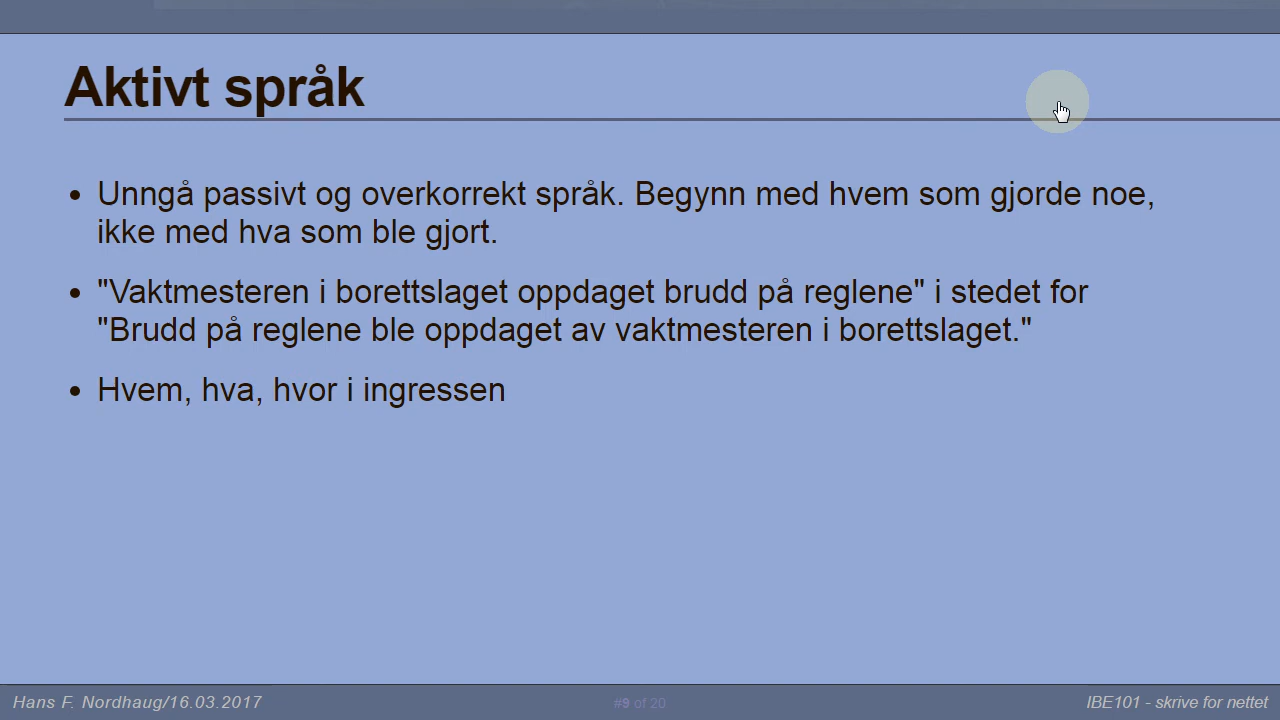 Aktivt språk
Unngå passivt og overkorrekt språk. Begynn med hvem som gjorde noe,
ikke med hva som ble gjort.
"Vaktmesteren i borettslaget oppdaget brudd på reglene" i stedet for
"Brudd på reglene ble oppdaget av vaktmesteren i borettslaget."
Hvem, hva, hvor i ingressen
Hans F. Nordhaug/16.03.2017
#9 of 20
IBE101 - skrive for nettet